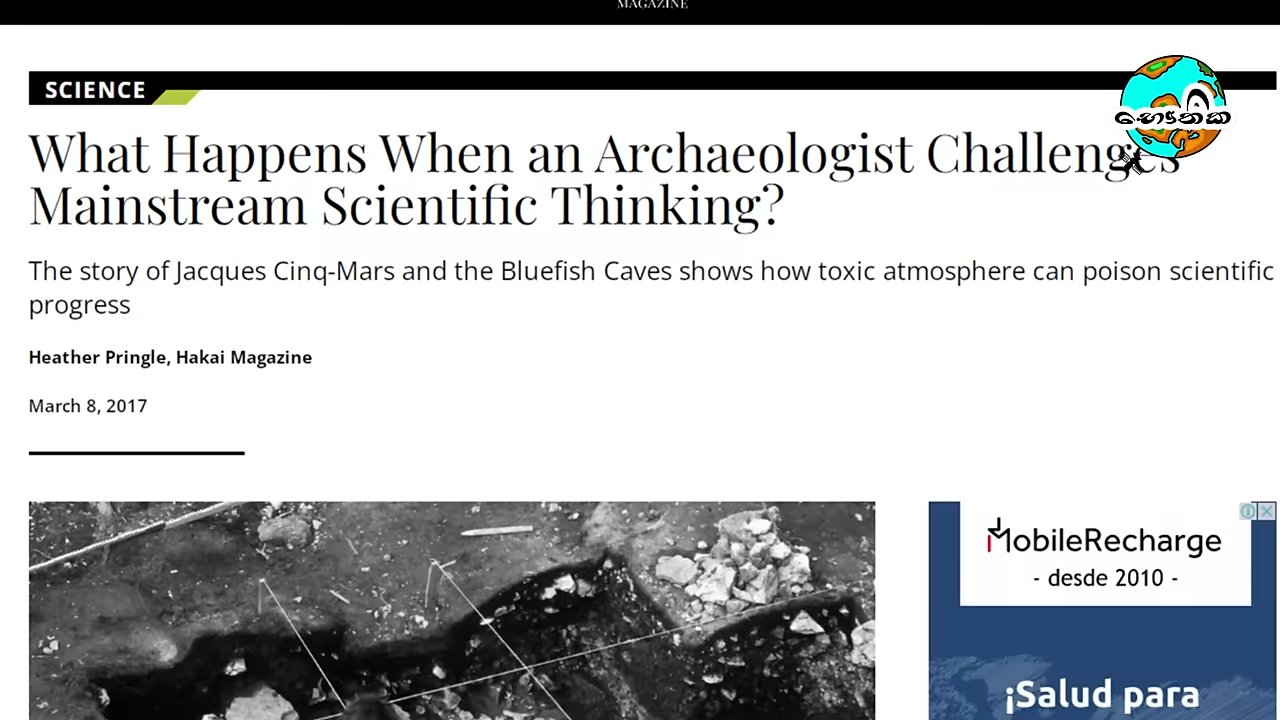 MAGAZINE
SCIENCE
භෞතික
What Happens When an Archaeologist Challenges
Mainstream Scientific Thinking?
The story of Jacques Cinq-Mars and the Bluefish Caves shows how toxic atmosphere can poison scientific
progress
Heather Pringle, Hakai Magazine
March 8, 2017
MobileRecharge
- desde 2010 -
¡Salud para